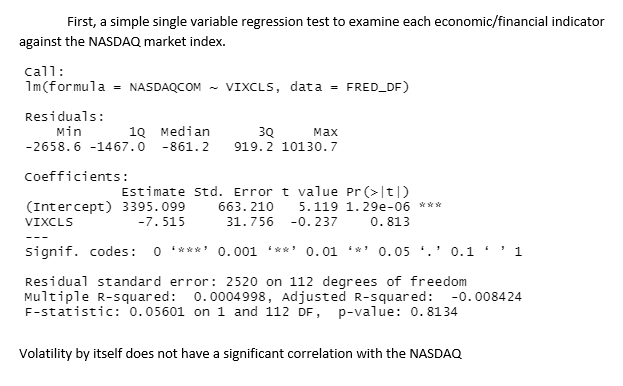 First, a simple single variable regression test to examine each economic/financial indicator
against the NASDAQ market index.
Call:
lm(formula = NASDAQCOM ~ VIXCLS, data = FRED_DF)
Residuals:
Min 1Q Median 3Q Max
-2658.6 -1467.0 -861.2 919.2 10130.7
Coefficients:
Estimate Std. Error t value Pr(>|t|)
(Intercept) 3395.099 663.210 5.119 1.29e-06 ***
VIXCLS -7.515 31.756 -0.237 0.813
---
Signif. codes: 0 ‘***’ 0.001 ‘**’ 0.01 ‘*’ 0.05 ‘.’ 0.1 ‘ ’ 1
Residual standard error: 2520 on 112 degrees of freedom
Multiple R-squared: 0.0004998, Adjusted R-squared: -0.008424
F-statistic: 0.05601 on 1 and 112 DF, p-value: 0.8134
Volatility by itself does not have a significant correlation with the NASDAQ